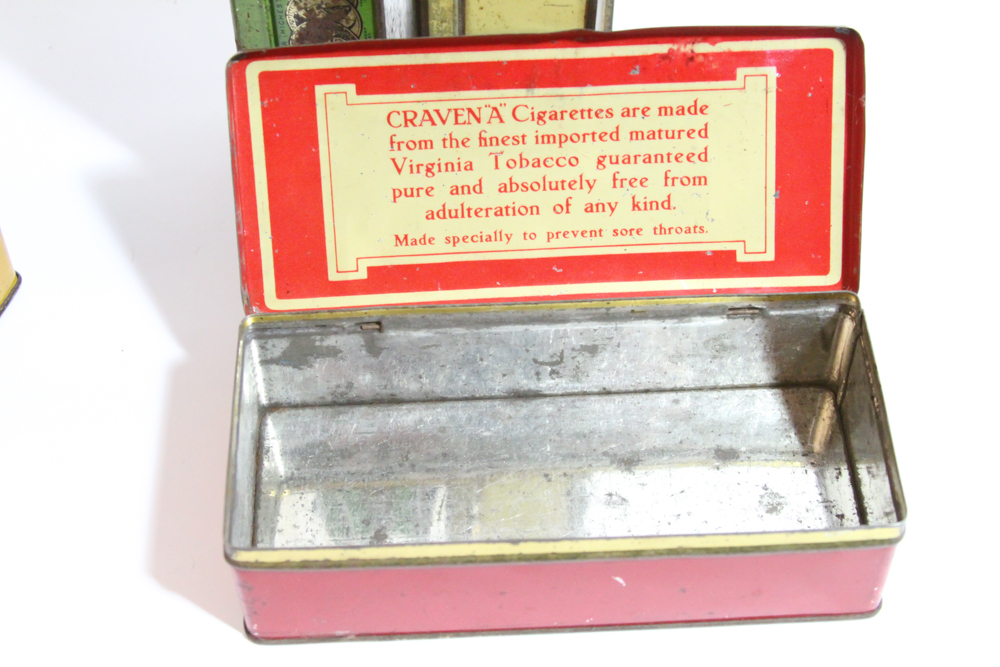 CRAVEN "A" Cigarettes are made
from the finest imported matured
Virginia Tobacco guaranteed
pure and absolutely free from
adulteration of any kind.
Made specially to prevent sore throats.